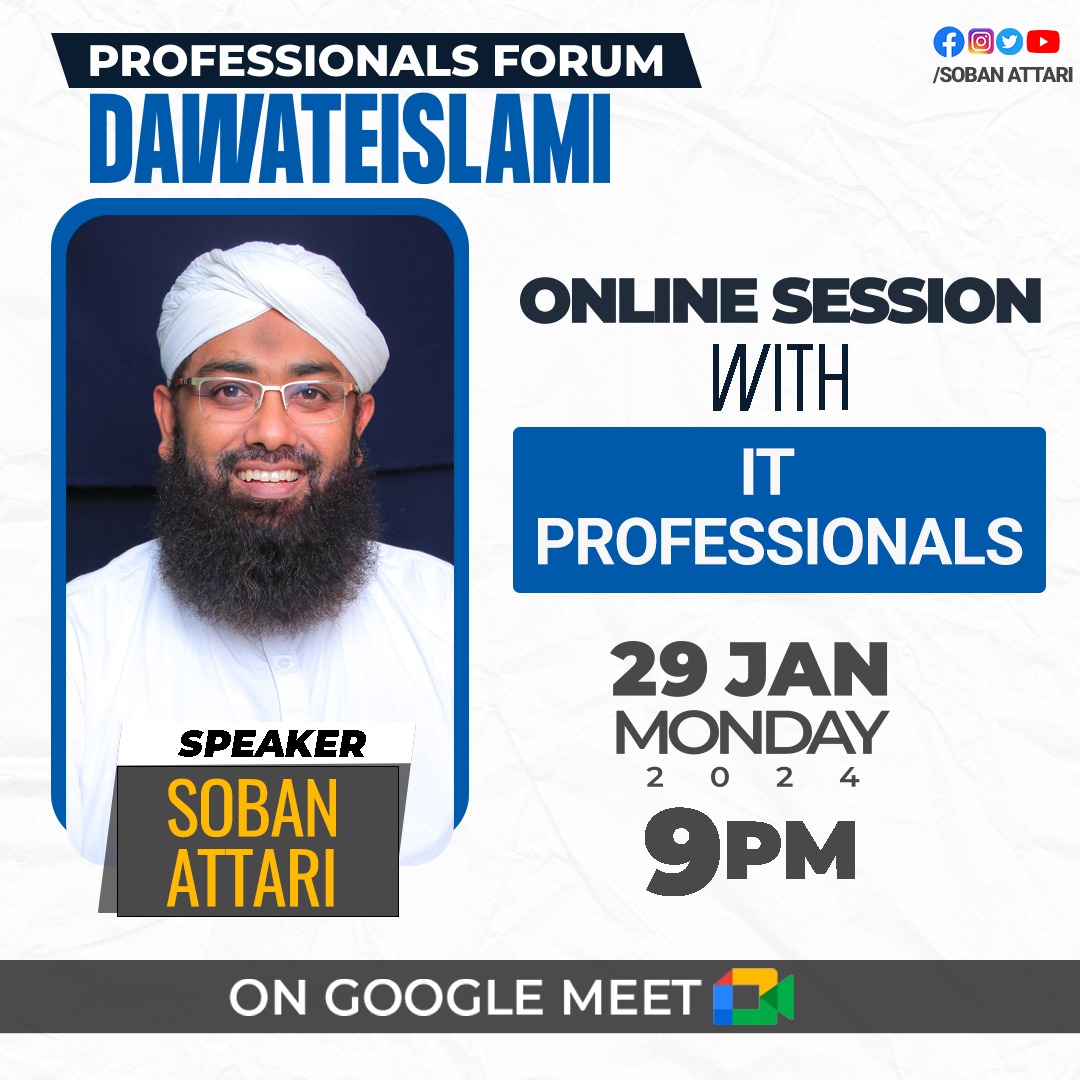 PROFESSIONALS FORUM
DAWATEISLAMI
/SOBAN ATTARI
ONLINE SESSION
WITH
IT
PROFESSIONALS
29 JAN
MONDAY
2024
9PM
SPEAKER
SOBAN
ATTARI
ON GOOGLE MEET